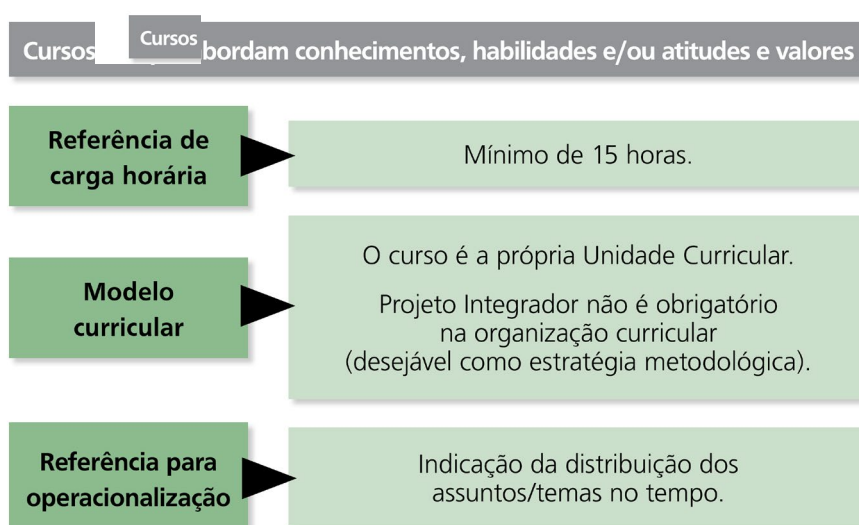 Cursos
Cursos bordam conhecimentos, habilidades e/ou atitudes e valores
Referência de
carga horária
Mínimo de 15 horas.
Modelo
curricular
O curso é a própria Unidade Curricular.
Projeto Integrador não é obrigatório
na organização curricular
(desejável como estratégia metodológica).
Referência para
operacionalização
Indicação da distribuição dos
assuntos/temas no tempo.